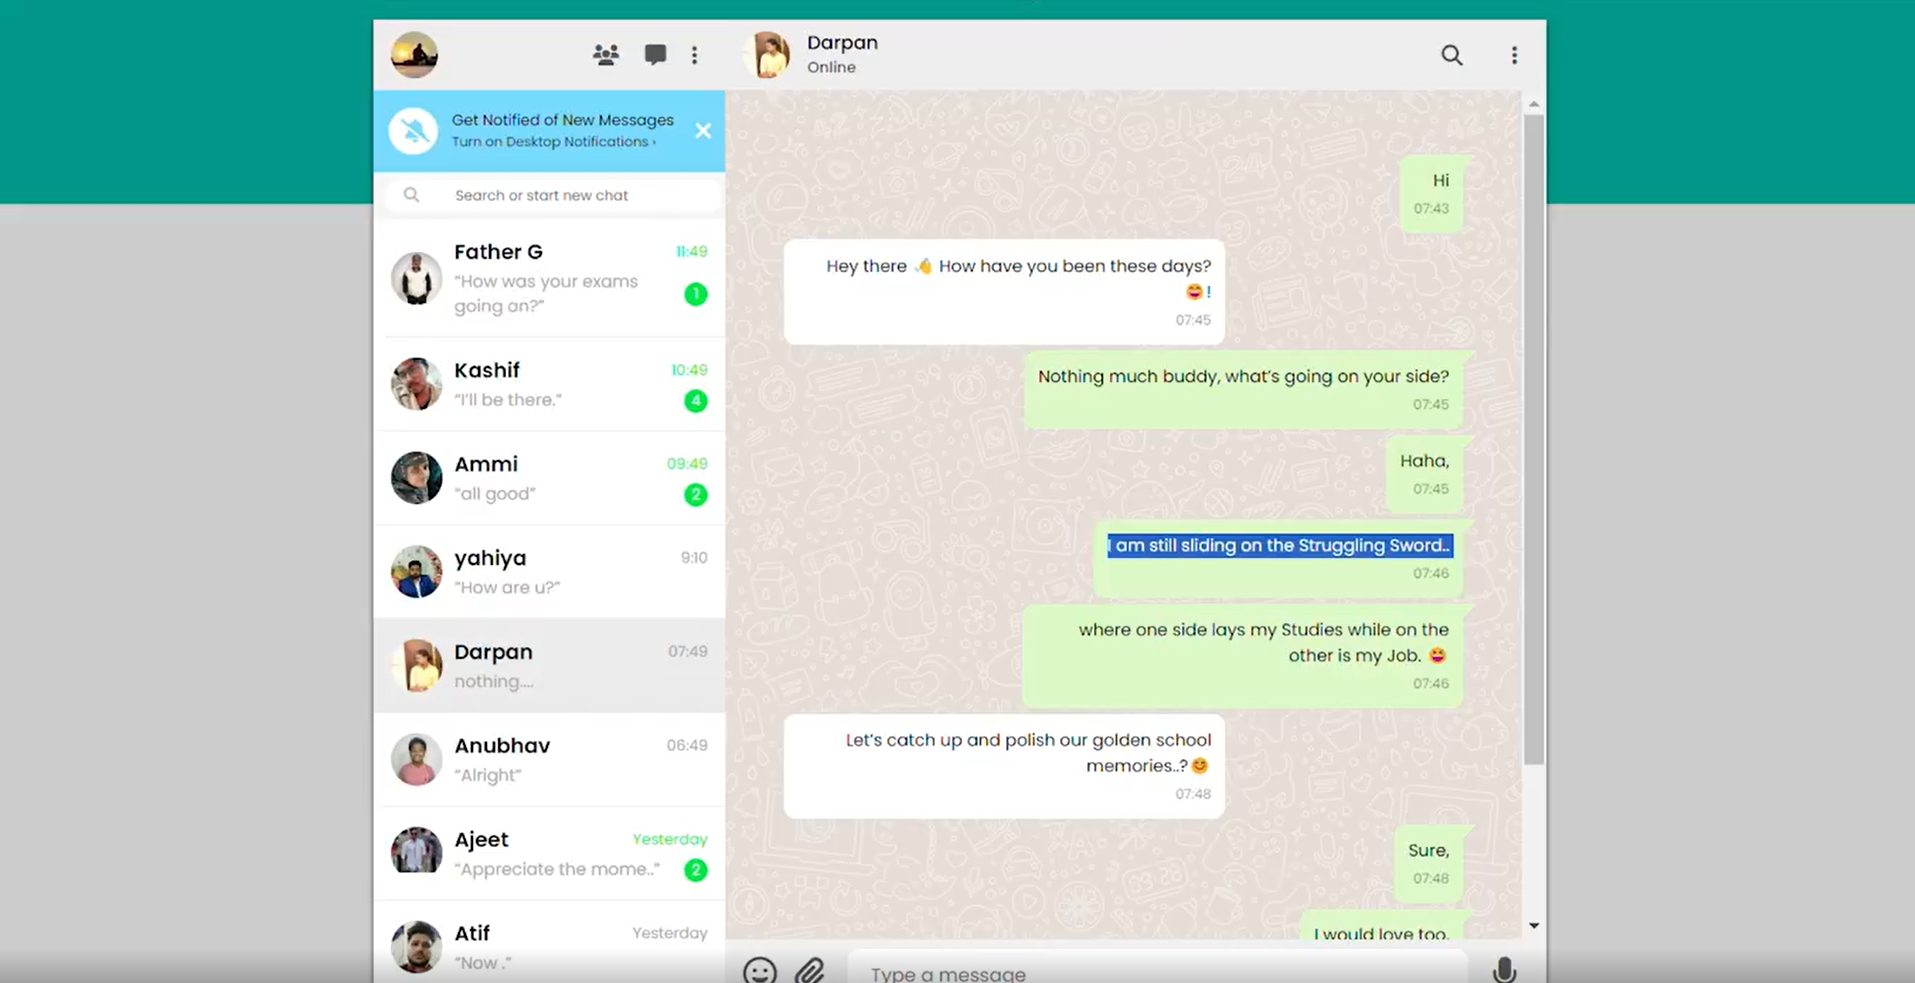 Darpan
Online
Get Notified of New Messages
Turn on Desktop Notifications ›
Search or start new chat
Father G
11:49
“How was your exams
going on?”
1
Kashif
10:49
“I’ll be there.”
4
Ammi
09:49
“all good”
2
yahiya
9:10
“How are u?”
Darpan
07:49
nothing....
Anubhav
06:49
“Alright”
Ajeet
Yesterday
“Appreciate the mome..”
2
Atif
Yesterday
“Now .”
Hi
07:43
Hey there 👋 How have you been these days?
😄!
07:45
Nothing much buddy, what’s going on your side?
07:45
Haha,
07:45
I am still sliding on the Struggling Sword..
07:46
where one side lays my Studies while on the
other is my Job. 😆
07:46
Let’s catch up and polish our golden school
memories..?😊
07:48
Sure,
07:48
I would love too.
Type a message